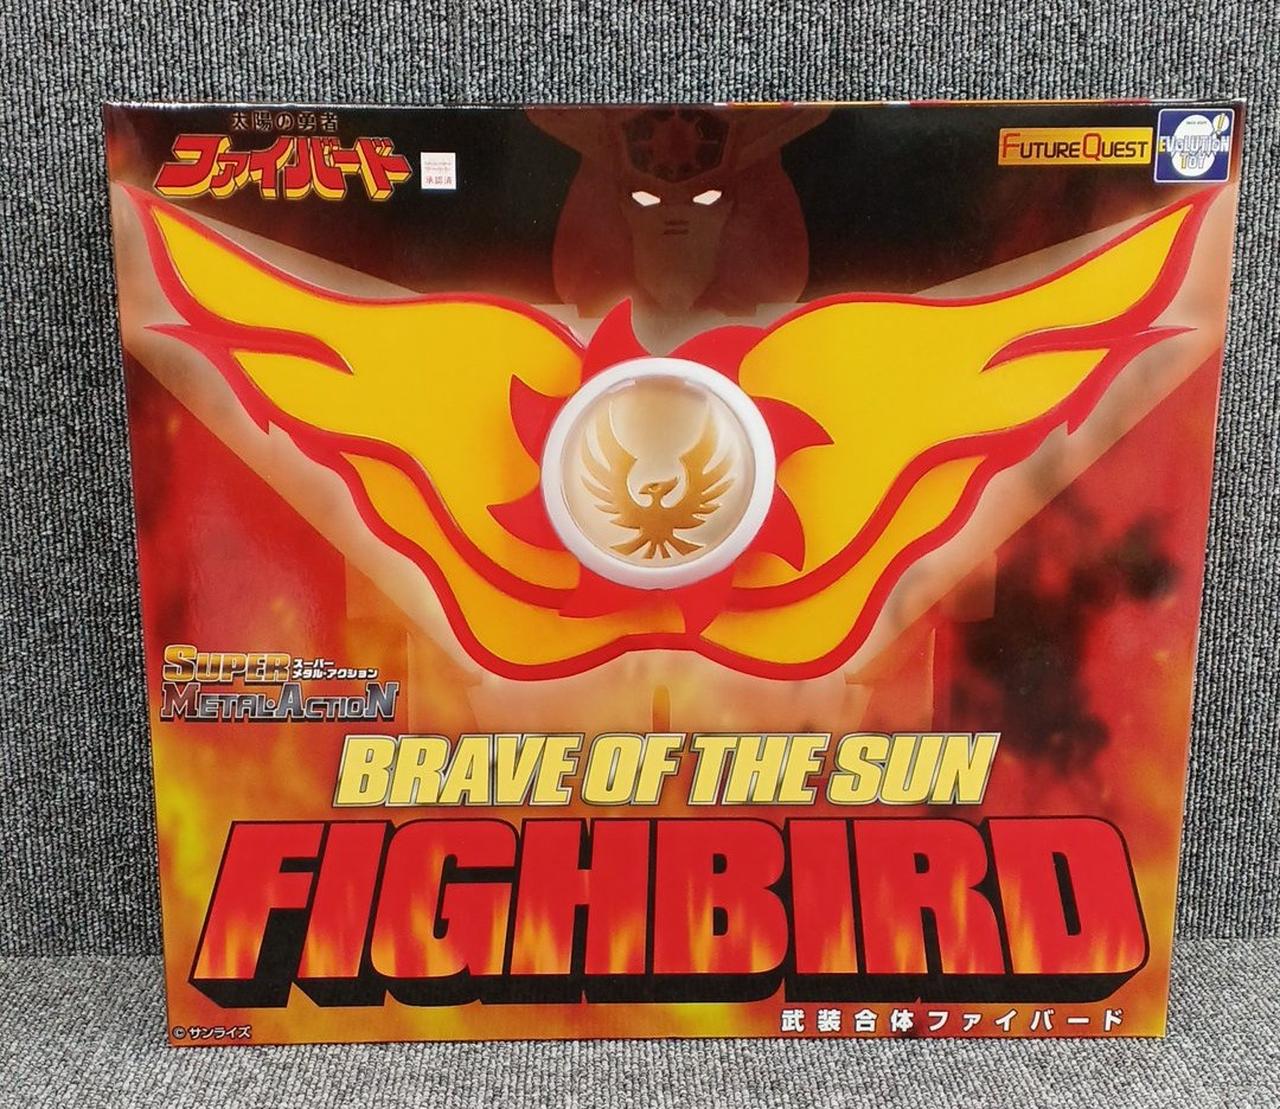 太陽の勇者
ファイバード
承認済
FUTUREQUEST
EVOLUTION
TOY
SUPER
スーパー
メタル・アクション
METAL・ACTION
BRAVE OF THE SUN
FIGHBIRD
武装合体ファイバード
©サンライズ